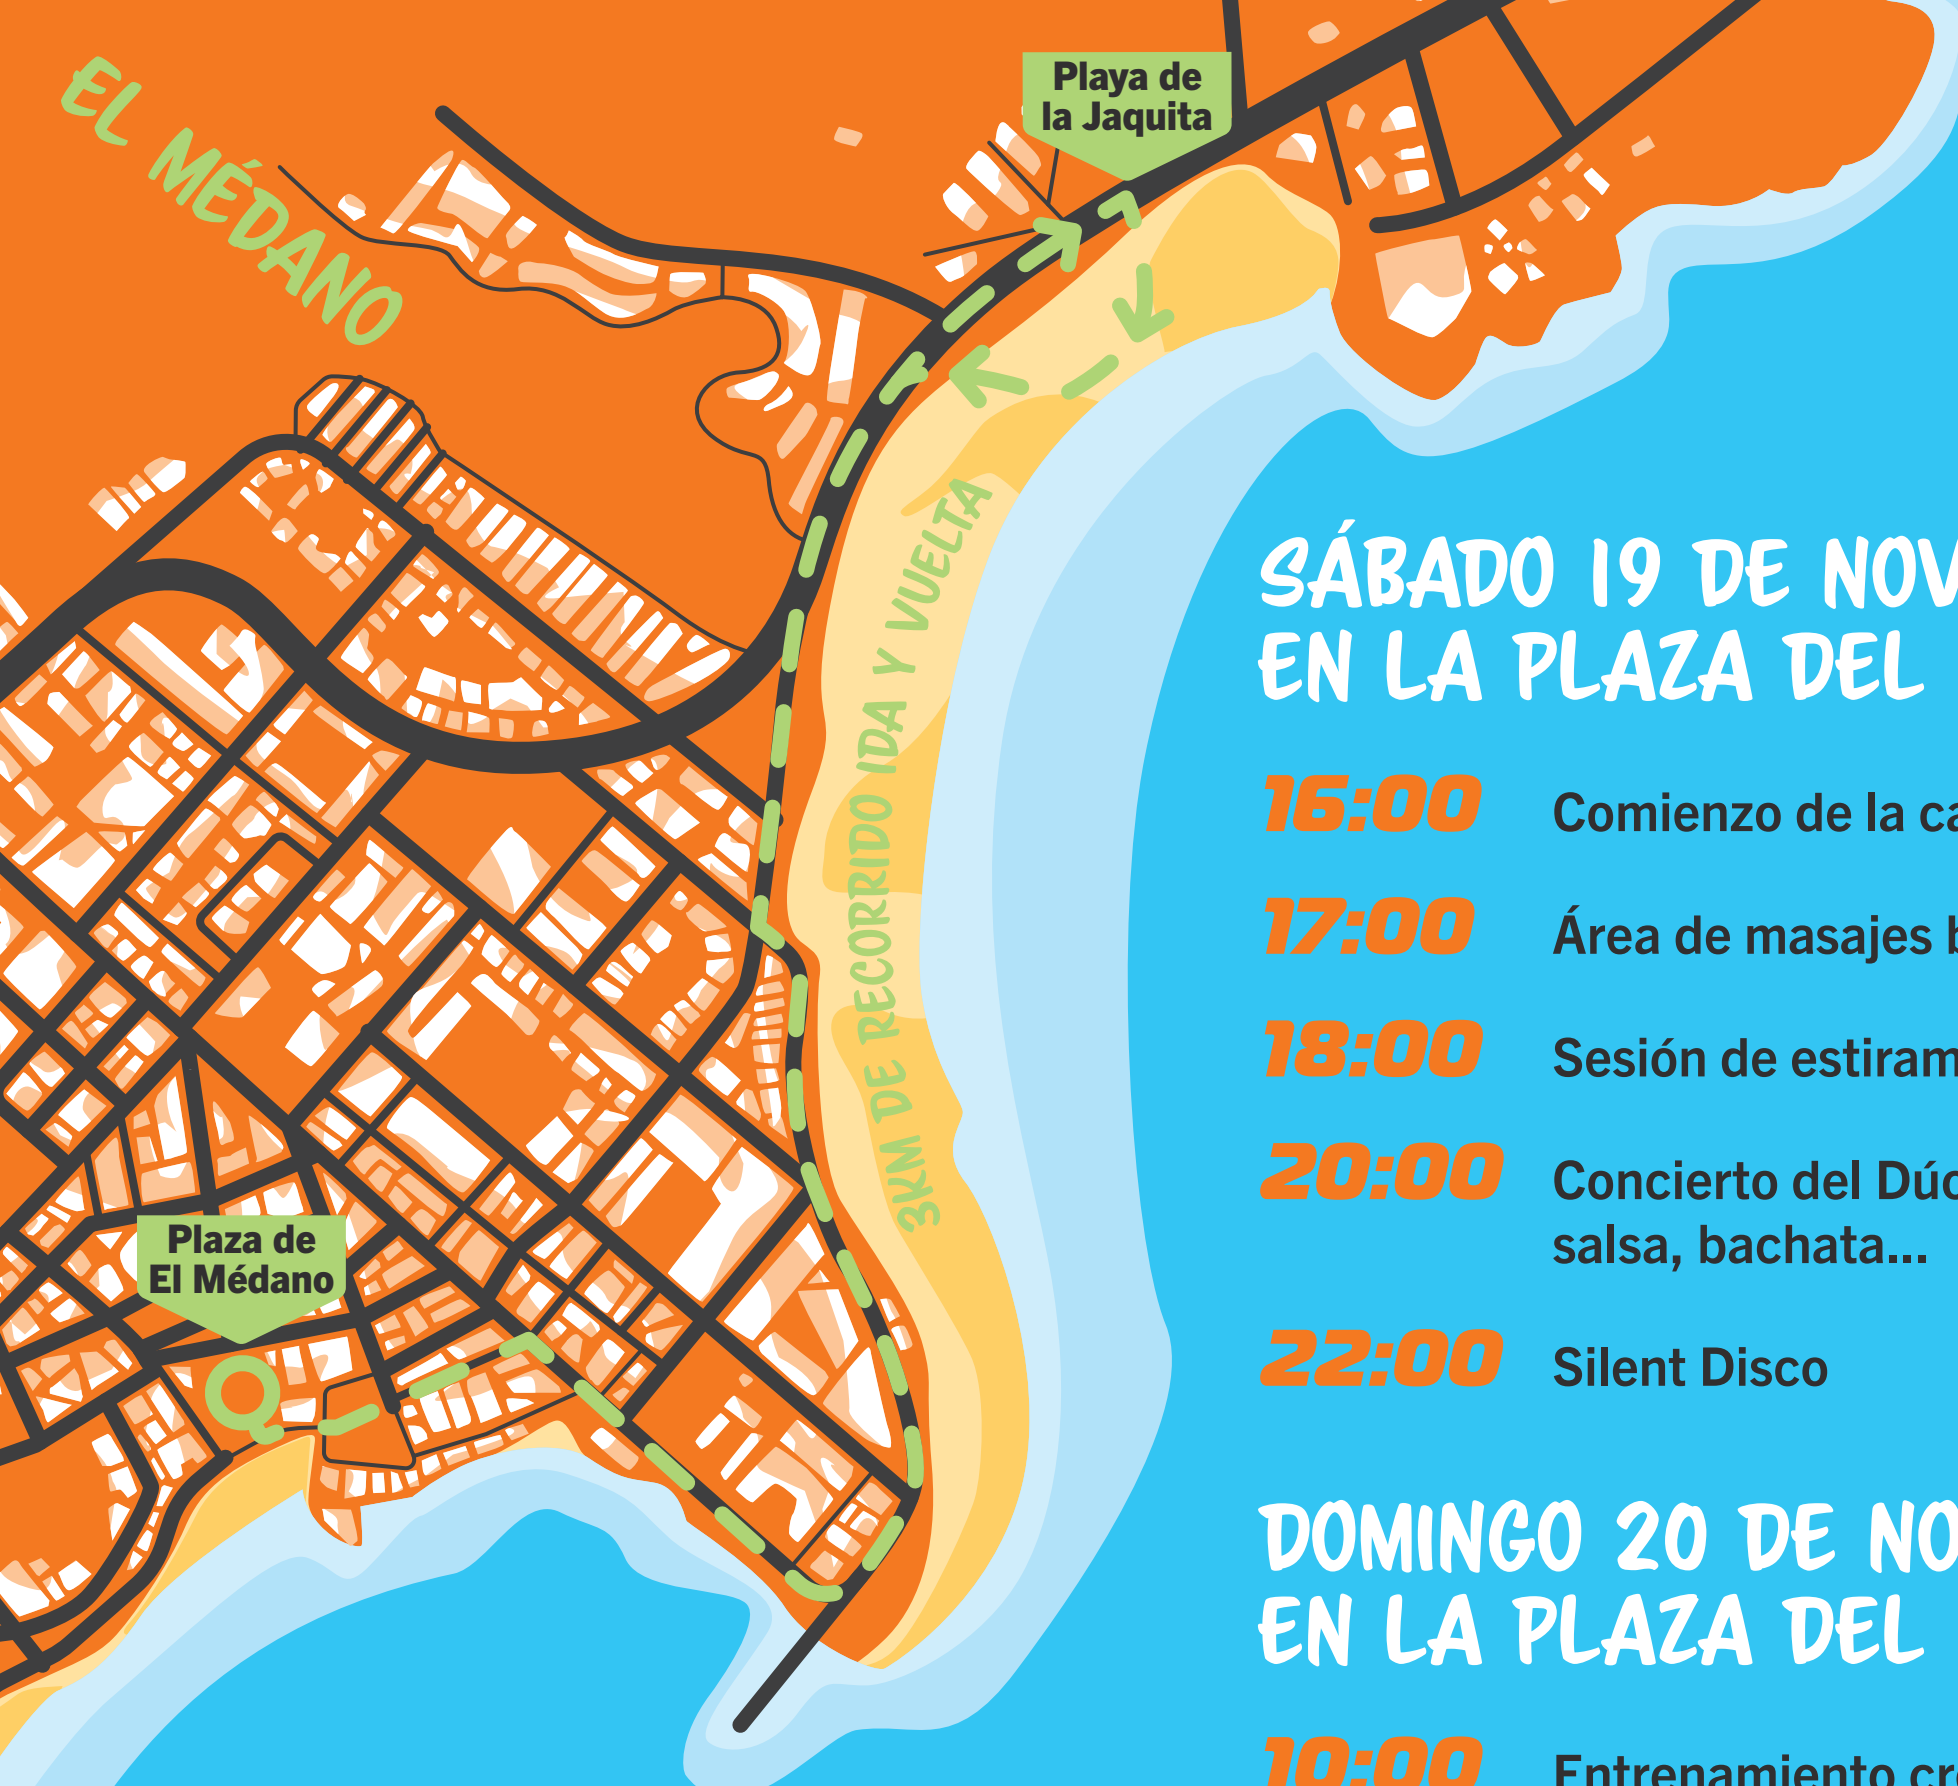 EL MÉDANO
Playa de
la Jaquita
3KM DE RECORRIDO IDA Y VUELTA
Plaza de
El Médano
SÁBADO 19 DE NOV
EN LA PLAZA DEL
16:00 Comienzo de la ca
17:00 Área de masajes b
18:00 Sesión de estiram
20:00 Concierto del Dúo
salsa, bachata...
22:00 Silent Disco
DOMINGO 20 DE NO
EN LA PLAZA DEL
10:00 Entrenamiento cr